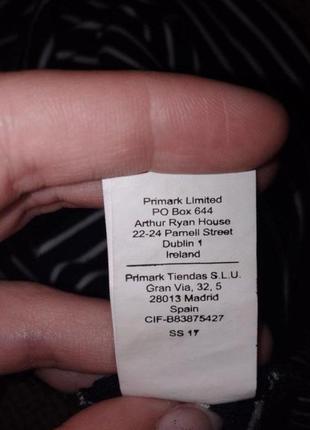 Primark Limited
PO Box 644
Arthur Ryan House
22-24 Parnell Street
Dublin 1
Ireland
Primark Tiendas S.L.U.
Gran Via, 32, 5
28013 Madrid
Spain
CIF-B83875427
SS 17